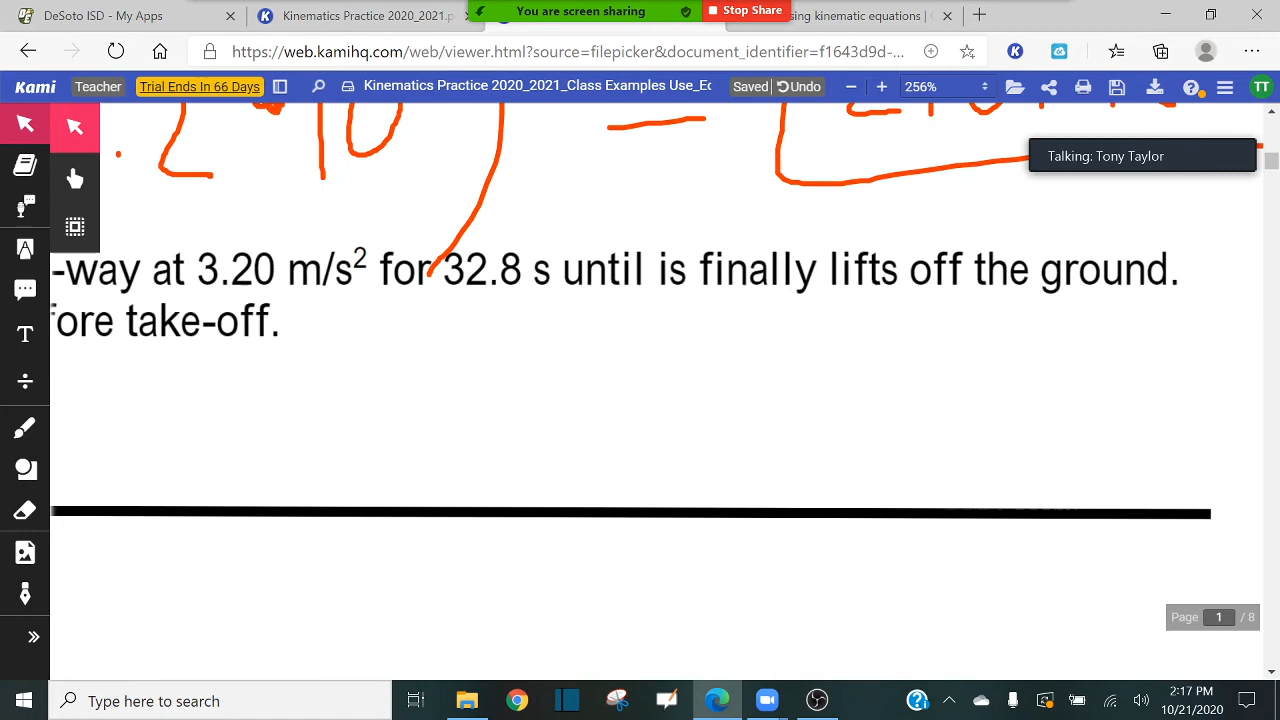 You are screen sharing
Stop Share
D - My Apps
Kinematics Practice 2020_2021.p
sing kinematic equations (
https://web.kamihq.com/web/viewer.html?source=filepicker&document_identifier=f1643d9d-...
Kami
Teacher
Trial Ends In 66 Days
Kinematics Practice 2020_2021_Class Examples Use_Ec
Saved
Undo
256%
TT
Talking: Tony Taylor
-way at 3.20 m/s² for 32.8 s until is finally lifts off the ground.
fore take-off.
Page 1 / 8
Type here to search
2:17 PM
10/21/2020